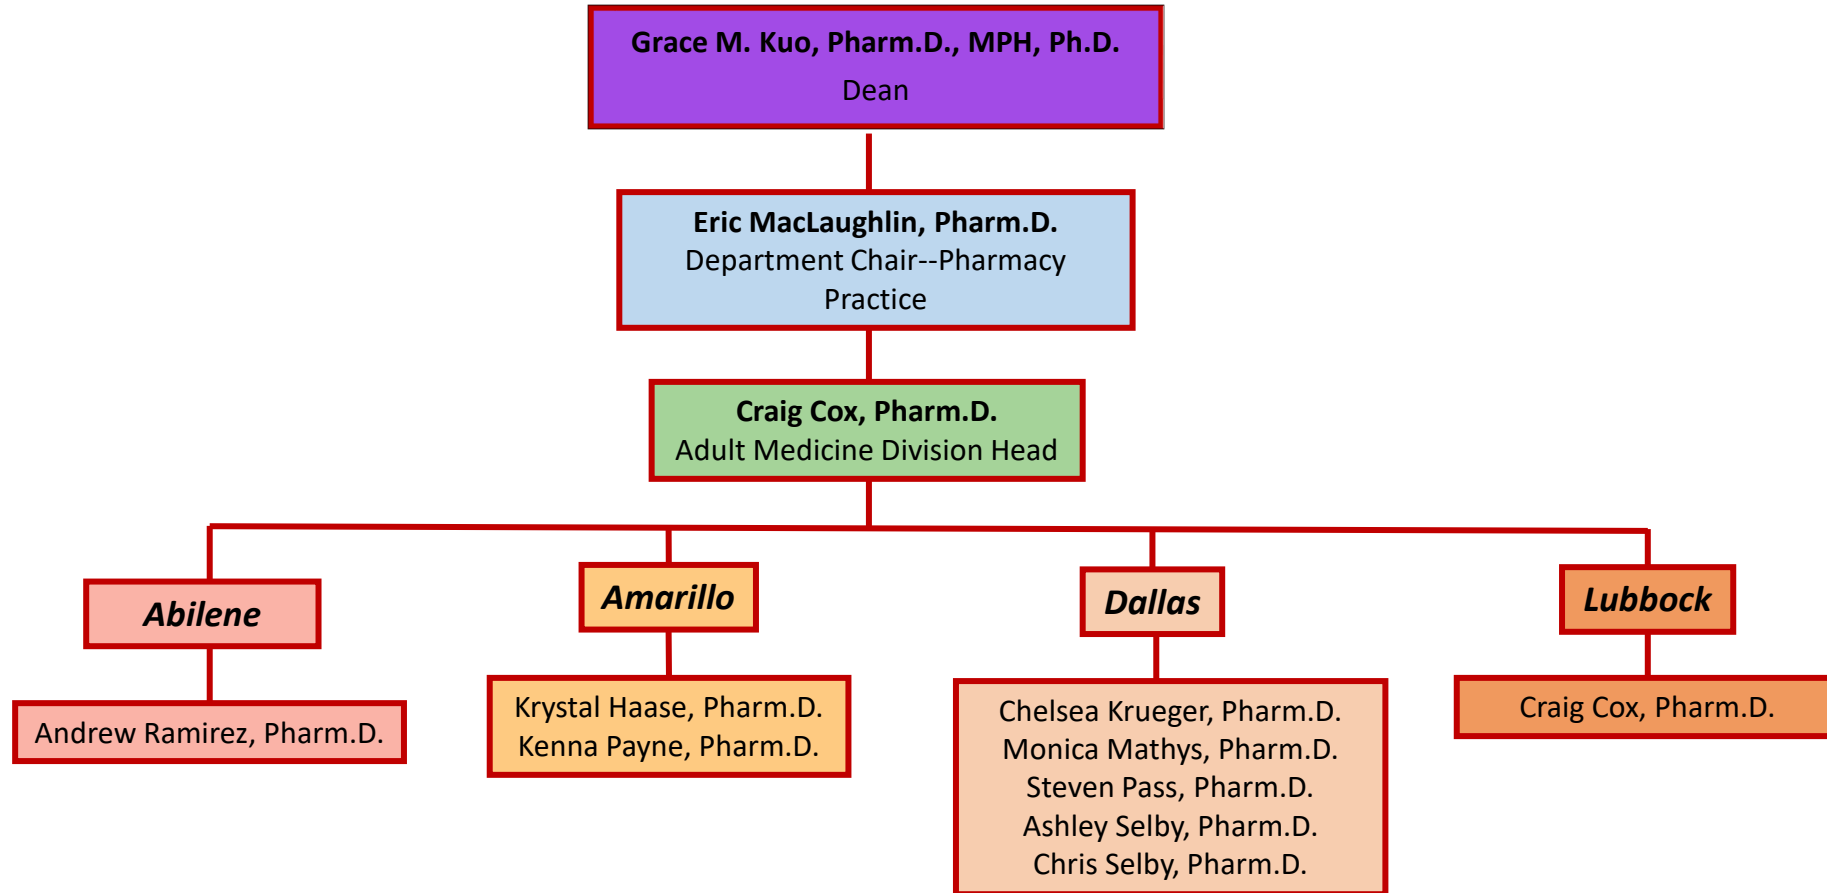 Grace M. Kuo, Pharm.D., MPH, Ph.D.
Dean
Eric MacLaughlin, Pharm.D.
Department Chair--Pharmacy
Practice
Craig Cox, Pharm.D.
Adult Medicine Division Head
Abilene
Andrew Ramirez, Pharm.D.
Amarillo
Krystal Haase, Pharm.D.
Kenna Payne, Pharm.D.
Dallas
Chelsea Krueger, Pharm.D.
Monica Mathys, Pharm.D.
Steven Pass, Pharm.D.
Ashley Selby, Pharm.D.
Chris Selby, Pharm.D.
Lubbock
Craig Cox, Pharm.D.